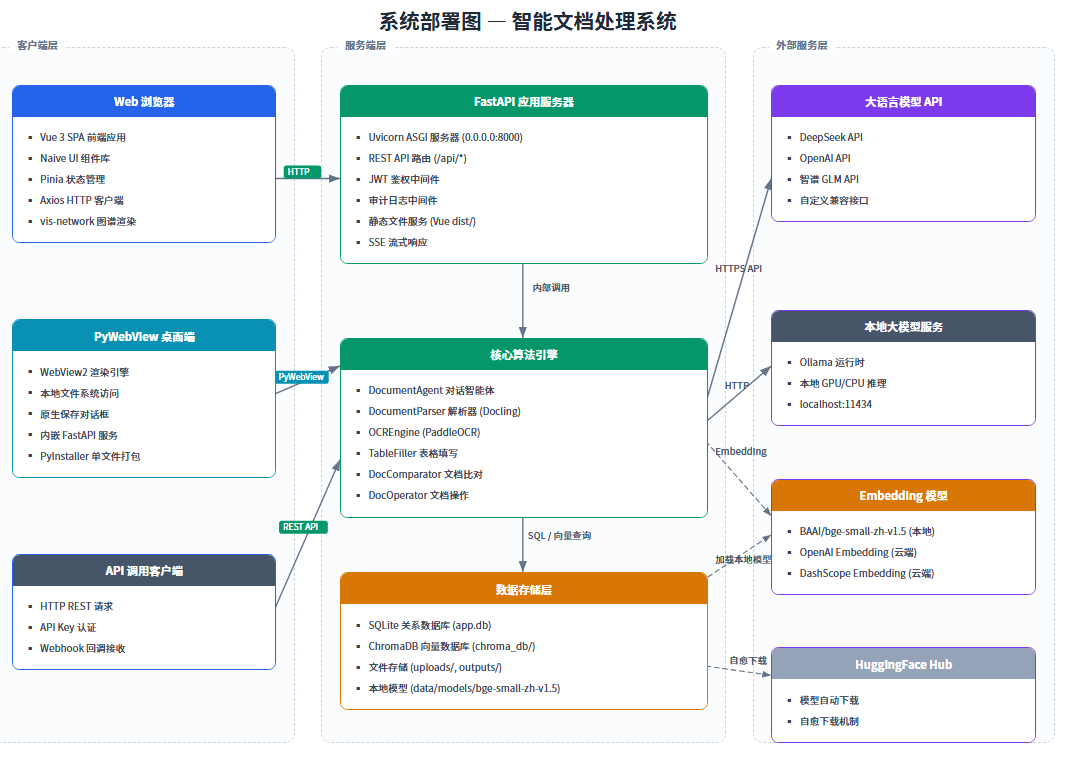 系统部署图 — 智能文档处理系统
客户端层
Web 浏览器
▪ Vue 3 SPA 前端应用
▪ Naive UI 组件库
▪ Pinia 状态管理
▪ Axios HTTP 客户端
▪ vis-network 图谱渲染
PyWebView 桌面端
▪ WebView2 渲染引擎
▪ 本地文件系统访问
▪ 原生保存对话框
▪ 内嵌 FastAPI 服务
▪ PyInstaller 单文件打包
API 调用客户端
▪ HTTP REST 请求
▪ API Key 认证
▪ Webhook 回调接收
HTTP
PyWebView
REST API
服务端层
FastAPI 应用服务器
▪ Uvicorn ASGI 服务器 (0.0.0.0:8000)
▪ REST API 路由 (/api/*)
▪ JWT 鉴权中间件
▪ 审计日志中间件
▪ 静态文件服务 (Vue dist/)
▪ SSE 流式响应
内部调用
核心算法引擎
▪ DocumentAgent 对话智能体
▪ DocumentParser 解析器 (Docling)
▪ OCREngine (PaddleOCR)
▪ TableFiller 表格填写
▪ DocComparator 文档比对
▪ DocOperator 文档操作
SQL / 向量查询
数据存储层
▪ SQLite 关系数据库 (app.db)
▪ ChromaDB 向量数据库 (chroma_db/)
▪ 文件存储 (uploads/, outputs/)
▪ 本地模型 (data/models/bge-small-zh-v1.5)
HTTPS API
HTTP
Embedding
加载本地模型
自愈下载
外部服务层
大语言模型 API
▪ DeepSeek API
▪ OpenAI API
▪ 智谱 GLM API
▪ 自定义兼容接口
本地大模型服务
▪ Ollama 运行时
▪ 本地 GPU/CPU 推理
▪ localhost:11434
Embedding 模型
▪ BAAI/bge-small-zh-v1.5 (本地)
▪ OpenAI Embedding (云端)
▪ DashScope Embedding (云端)
HuggingFace Hub
▪ 模型自动下载
▪ 自愈下载机制